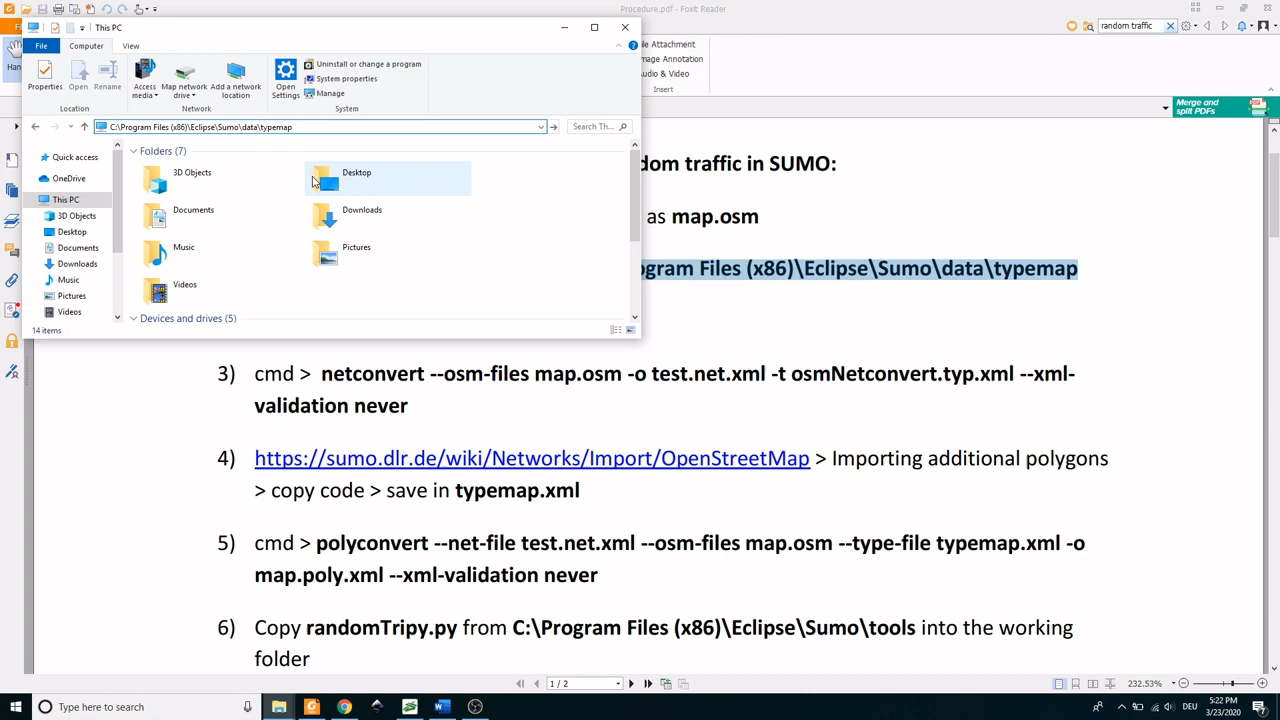 Procedure.pdf - Foxit Reader
This PC
File
Computer
View
Properties
Open
Rename
Location
Access media
Map network drive
Add a network location
Network
Open Settings
Uninstall or change a program
System properties
Manage
System
C:\Program Files (x86)\Eclipse\Sumo\data\typemap
Search Th...
Quick access
OneDrive
This PC
3D Objects
Desktop
Documents
Downloads
Music
Pictures
Videos
Folders (7)
3D Objects
Desktop
Documents
Downloads
Music
Pictures
Videos
Devices and drives (5)
14 items
random traffic
le Attachment
mage Annotation
udio & Video
Insert
Merge and
split PDFs
Han
dom traffic in SUMO:
as map.osm
ogram Files (x86)\Eclipse\Sumo\data\typemap
3) cmd > netconvert --osm-files map.osm -o test.net.xml -t osmNetconvert.typ.xml --xml-
validation never
4) https://sumo.dlr.de/wiki/Networks/Import/OpenStreetMap > Importing additional polygons
> copy code > save in typemap.xml
5) cmd > polyconvert --net-file test.net.xml --osm-files map.osm --type-file typemap.xml -o
map.poly.xml --xml-validation never
6) Copy randomTripy.py from C:\Program Files (x86)\Eclipse\Sumo\tools into the working
folder
1 / 2
232.53%
Type here to search
DEU
5:22 PM
3/23/2020